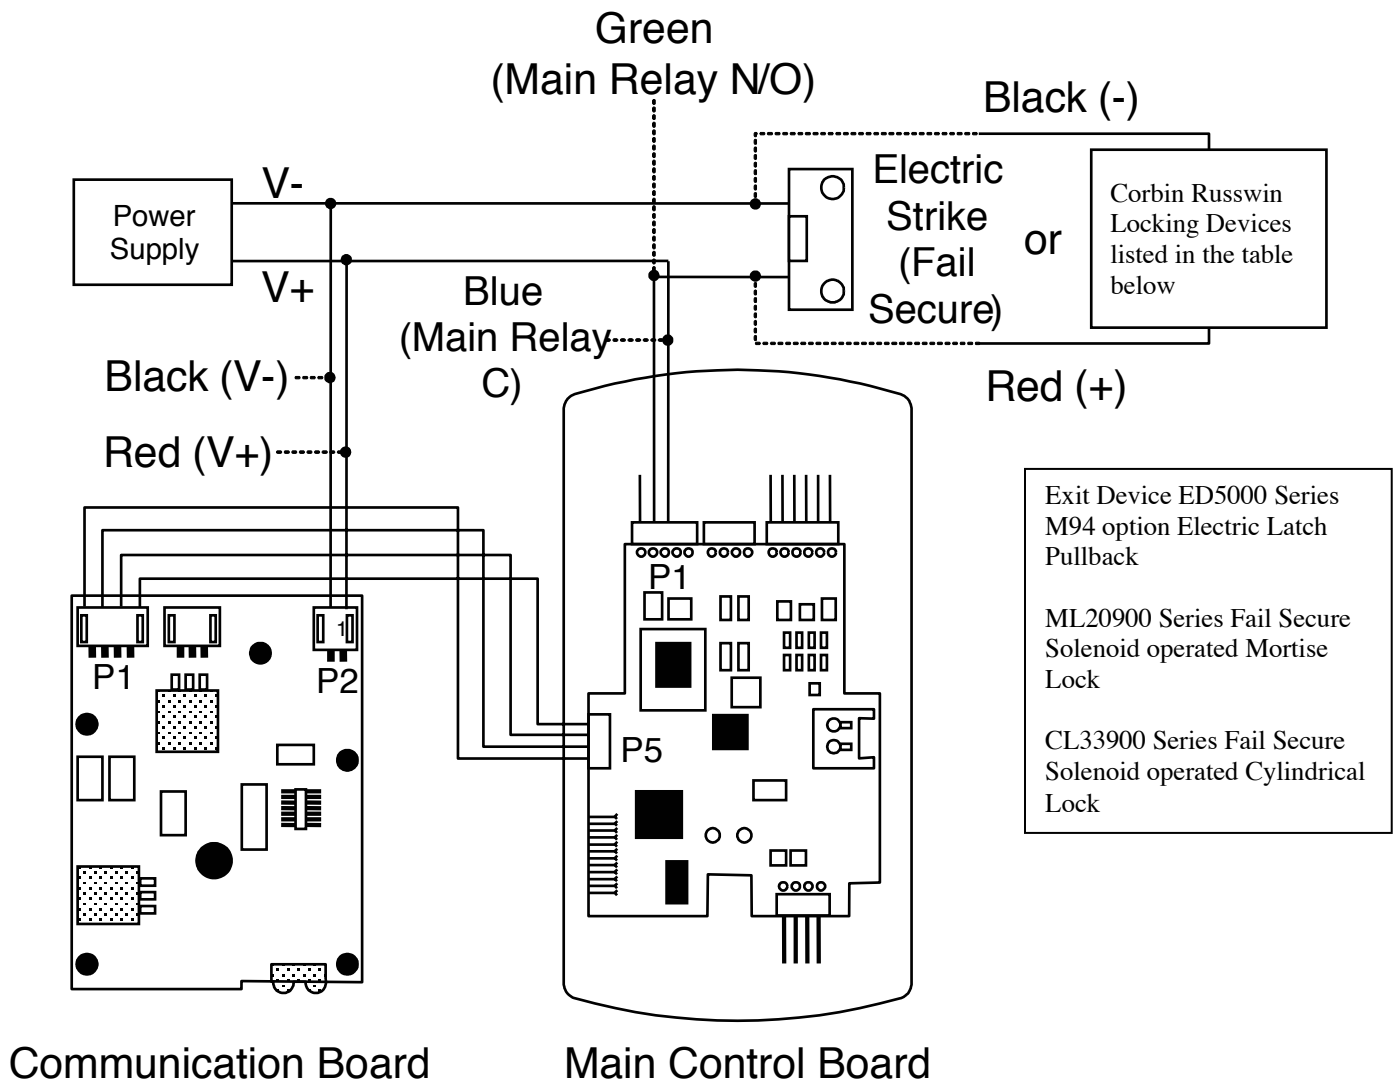 Green
(Main Relay N/O)
Black (-)
V-
Power
Supply
V+
Electric
Strike
(Fail
Secure)
or
Corbin Russwin
Locking Devices
listed in the table
below
Blue
(Main Relay
C)
Black (V-)
Red (V+)
Red (+)
Exit Device ED5000 Series
M94 option Electric Latch
Pullback
ML20900 Series Fail Secure
Solenoid operated Mortise
Lock
CL33900 Series Fail Secure
Solenoid operated Cylindrical
Lock
P1
1
P1
P2
P5
Communication Board
Main Control Board